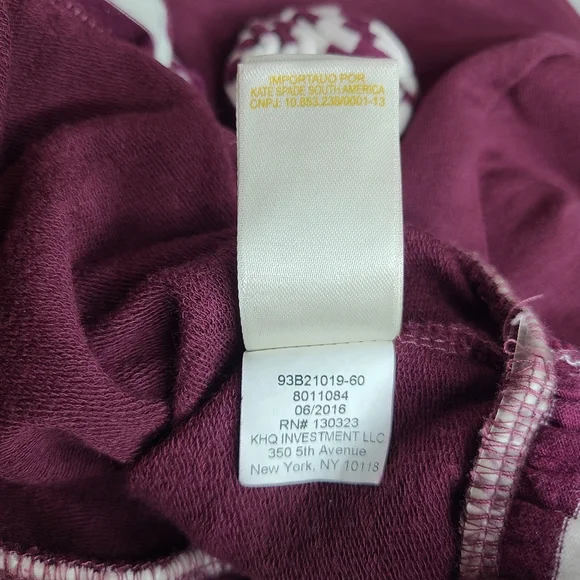 IMPORTADO POR
KATE SPADE SOUTH AMERICA
CNPJ: 10.853.238/0001-13
93B21019-60
8011084
06/2016
RN# 130323
KHQ INVESTMENT LLC
350 5th Avenue
New York, NY 10118